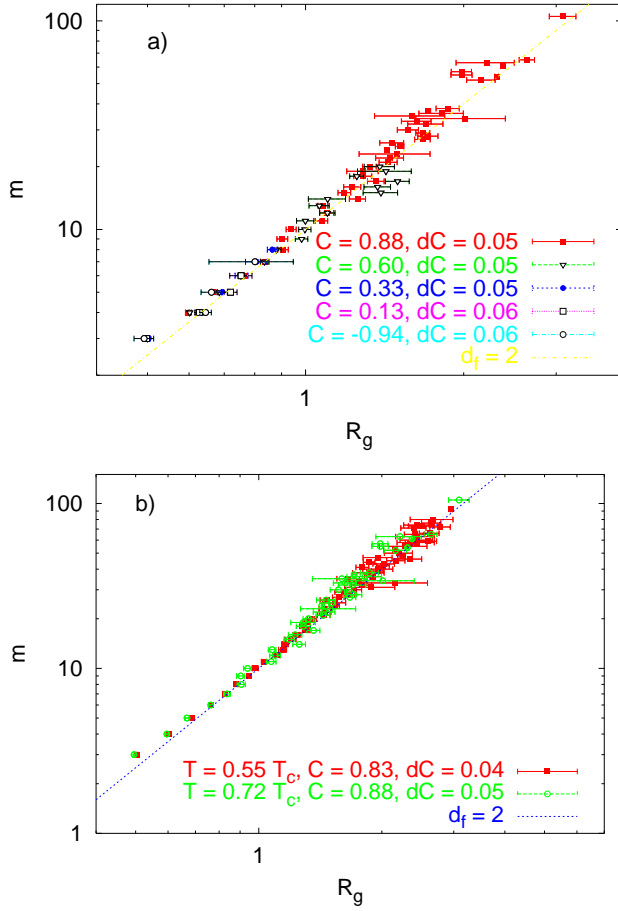 100
a)
m
10
C = 0.88, dC = 0.05
C = 0.60, dC = 0.05
C = 0.33, dC = 0.05
C = 0.13, dC = 0.06
C = -0.94, dC = 0.06
d_f = 2
1
R_g
b)
100
m
10
T = 0.55 T_c, C = 0.83, dC = 0.04
T = 0.72 T_c, C = 0.88, dC = 0.05
d_f = 2
1
1
R_g